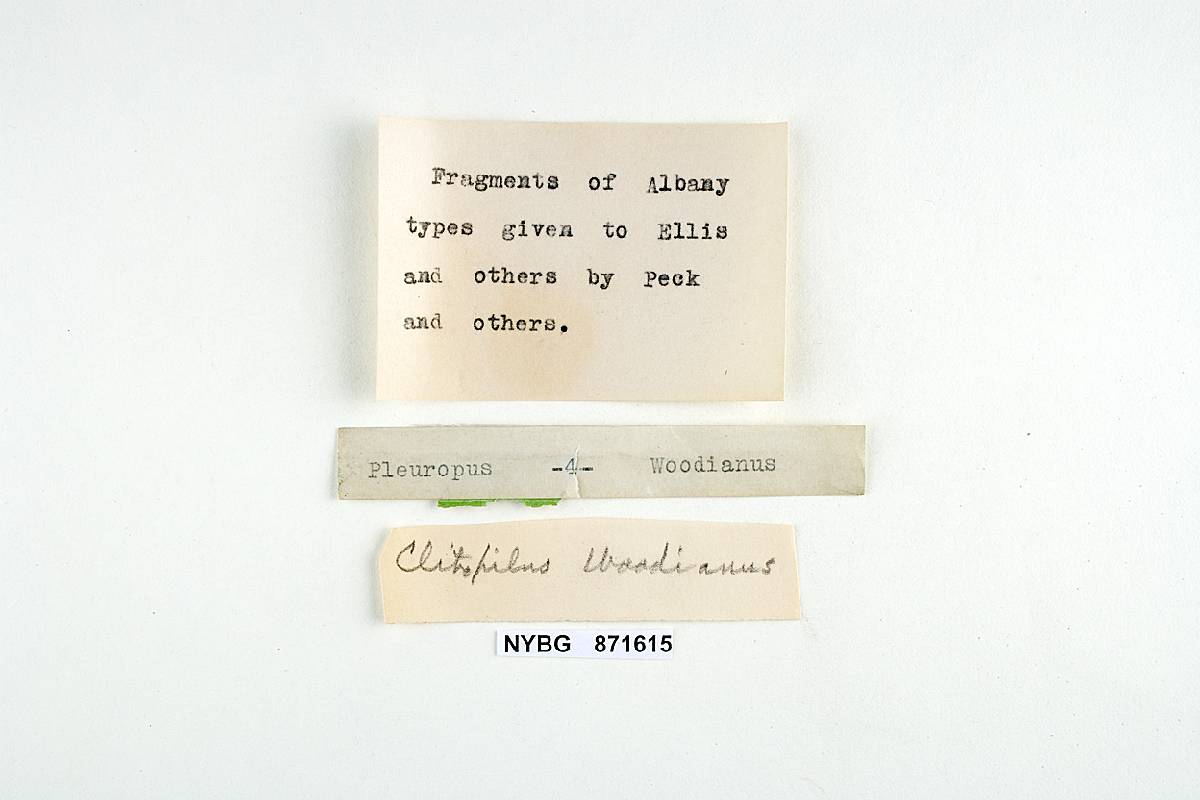 Fragments of Albany
types given to Ellis
and others by Peck
and others.
Pleuropus -4- Woodianus
Clitopilus Woodianus
NYBG 871615